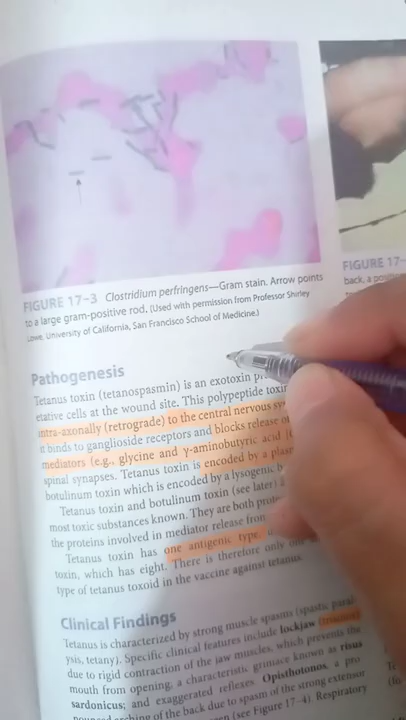 FIGURE 17–3 Clostridium perfringens—Gram stain. Arrow points
to a large gram-positive rod. (Used with permission from Professor Shirley
Lowe, University of California, San Francisco School of Medicine.)
FIGURE 17–
back, a
Pathogenesis
Tetanus toxin (tetanospasmin) is an exotoxin
etative cells at the wound site. This polypeptide toxin
intra-axonally (retrograde) to the central nervous
it binds to ganglioside receptors and blocks release
mediators (e.g., glycine and γ-aminobutyric acid
spinal synapses. Tetanus toxin is encoded by a
botulinum toxin which is encoded by a lysogenic
Tetanus toxin and botulinum toxin (see later)
most toxic substances known. They are both
the proteins involved in mediator release from
Tetanus toxin has one antigenic type,
toxin, which has eight. There is therefore only
type of tetanus toxoid in the vaccine against tetanus.
Clinical Findings
Tetanus is characterized by strong muscle spasms (spastic paral-
ysis, tetany). Specific clinical features include lockjaw (trismus)
due to rigid contraction of the jaw muscles, which prevents the
mouth from opening; a characteristic grimace known as risus
sardonicus; and exaggerated reflexes. Opisthotonos, a pro-
arching of the back due to spasm of the strong extensor
(see Figure 17–4). Respiratory